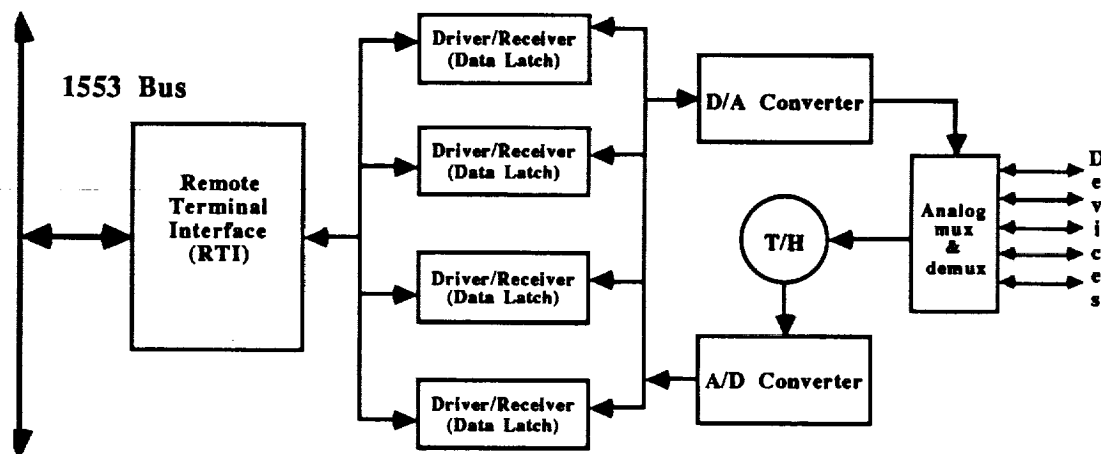 1553 Bus
Remote
Terminal
Interface
(RTI)
Driver/Receiver
(Data Latch)
Driver/Receiver
(Data Latch)
Driver/Receiver
(Data Latch)
Driver/Receiver
(Data Latch)
D/A Converter
T/H
A/D Converter
Analog
mux
&
demux
Devices